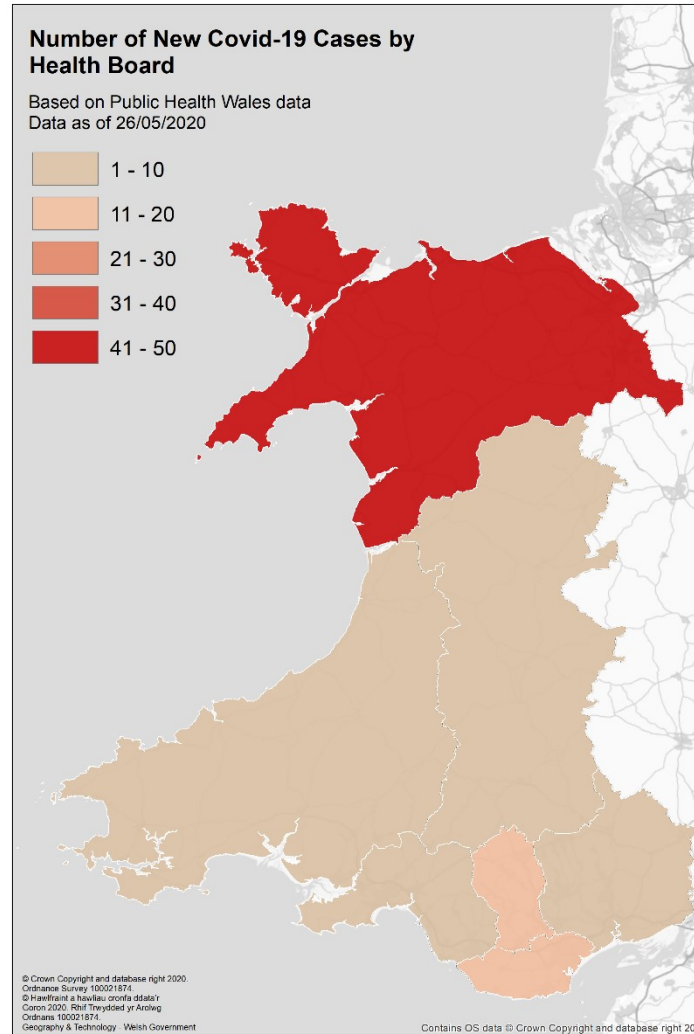 Number of New Covid-19 Cases by
Health Board
Based on Public Health Wales data
Data as of 26/05/2020
1 - 10
11 - 20
21 - 30
31 - 40
41 - 50
© Crown Copyright and database right 2020.
Ordnance Survey 100021874.
© Hawlfraint a hawliau cronfa ddata'r
Goron 2020. Rhif Trwydded yr Arolwg
Ordnans 100021874.
Geography & Technology - Welsh Government
Contains OS data © Crown Copyright and database right 20